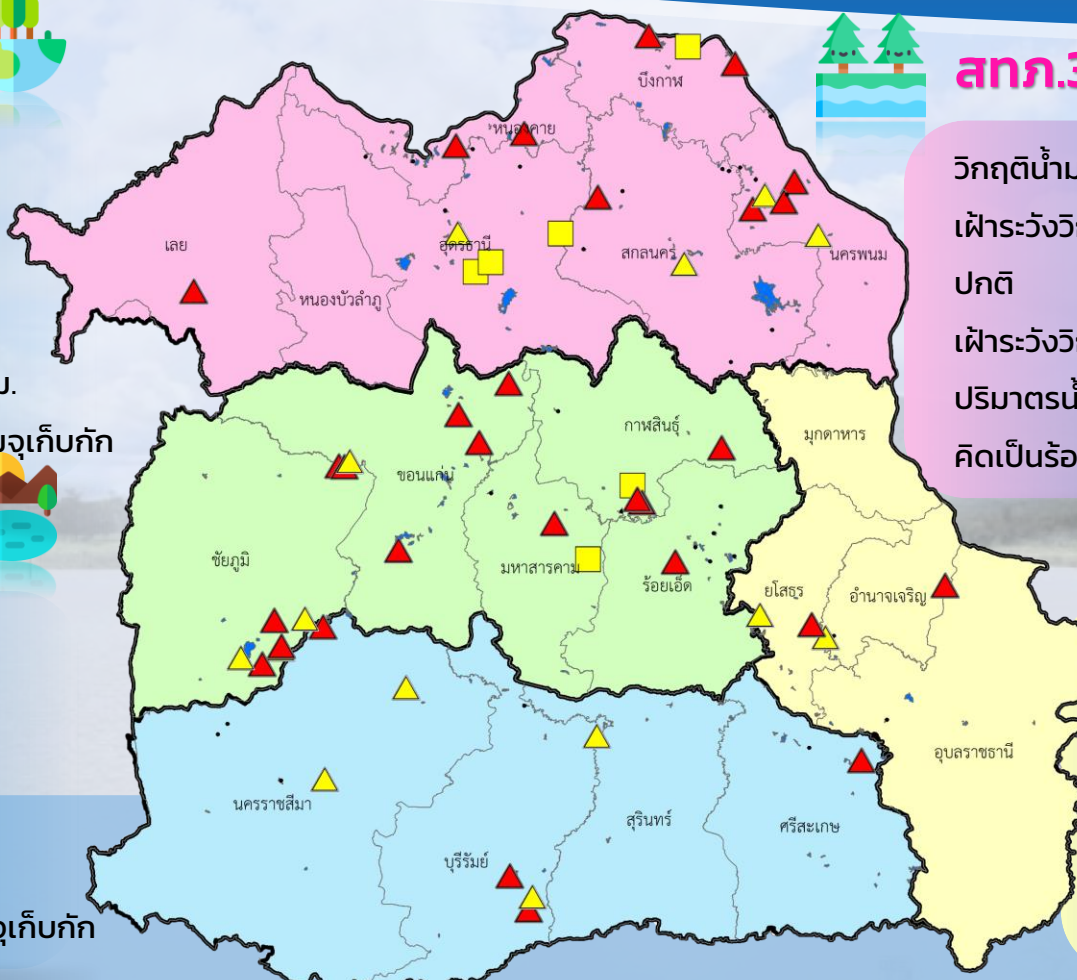 สทภ.3
วิกฤติน้ำม
เฝ้าระวังวิ
ปกติ
เฝ้าระวังวิ
ปริมาตรน้ำ
คิดเป็นร้อ
ม.
จุเก็บกัก
จุเก็บกัก
บึงกาฬ
หนองคาย
เลย
อุดรธานี
สกลนคร
นครพนม
หนองบัวลำภู
กาฬสินธุ์
มุกดาหาร
ขอนแก่น
ชัยภูมิ
มหาสารคาม
ร้อยเอ็ด
ยโสธร
อำนาจเจริญ
อุบลราชธานี
นครราชสีมา
บุรีรัมย์
สุรินทร์
ศรีสะเกษ